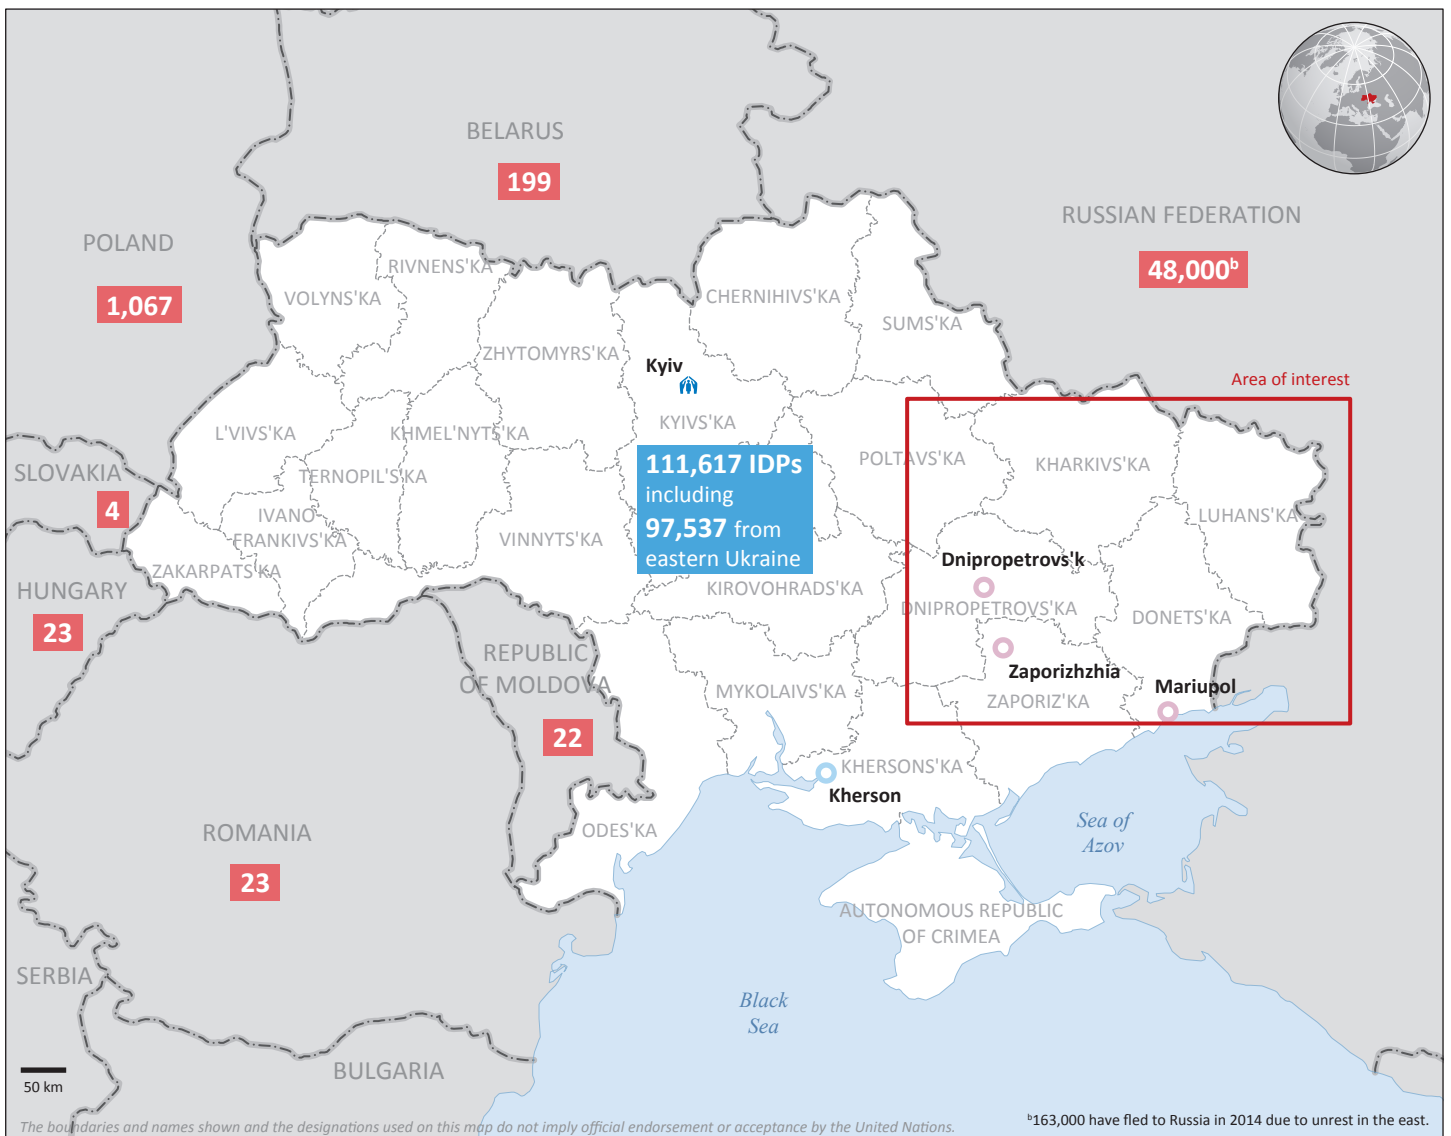 BELARUS
199
RUSSIAN FEDERATION
48,000ᵇ
POLAND
1,067
RIVNENS'KA
VOLYNS'KA
CHERNIHIVS'KA
SUMS'KA
ZHYTOMYRS'KA
Kyiv
Area of interest
KYIVS'KA
L'VIVS'KA
KHMEL'NYTS'KA
POLTAVS'KA
KHARKIVS'KA
SLOVAKIA
4
TERNOPIL'S'KA
111,617 IDPs
including
97,537 from
eastern Ukraine
IVANO
FRANKIVS'KA
VINNYTS'KA
LUHANS'KA
ZAKARPATS'KA
Dnipropetrovs'k
HUNGARY
23
KIROVOHRADS'KA
DNIPROPETROVS'KA
DONETS'KA
REPUBLIC
OF MOLDOVA
22
Zaporizhzhia
ZAPORIZ'KA
Mariupol
MYKOLAIVS'KA
KHERSONS'KA
Kherson
ODES'KA
ROMANIA
23
Sea of
Azov
AUTONOMOUS REPUBLIC
OF CRIMEA
SERBIA
Black
Sea
BULGARIA
50 km
The boundaries and names shown and the designations used on this map do not imply official endorsement or acceptance by the United Nations.
ᵇ163,000 have fled to Russia in 2014 due to unrest in the east.